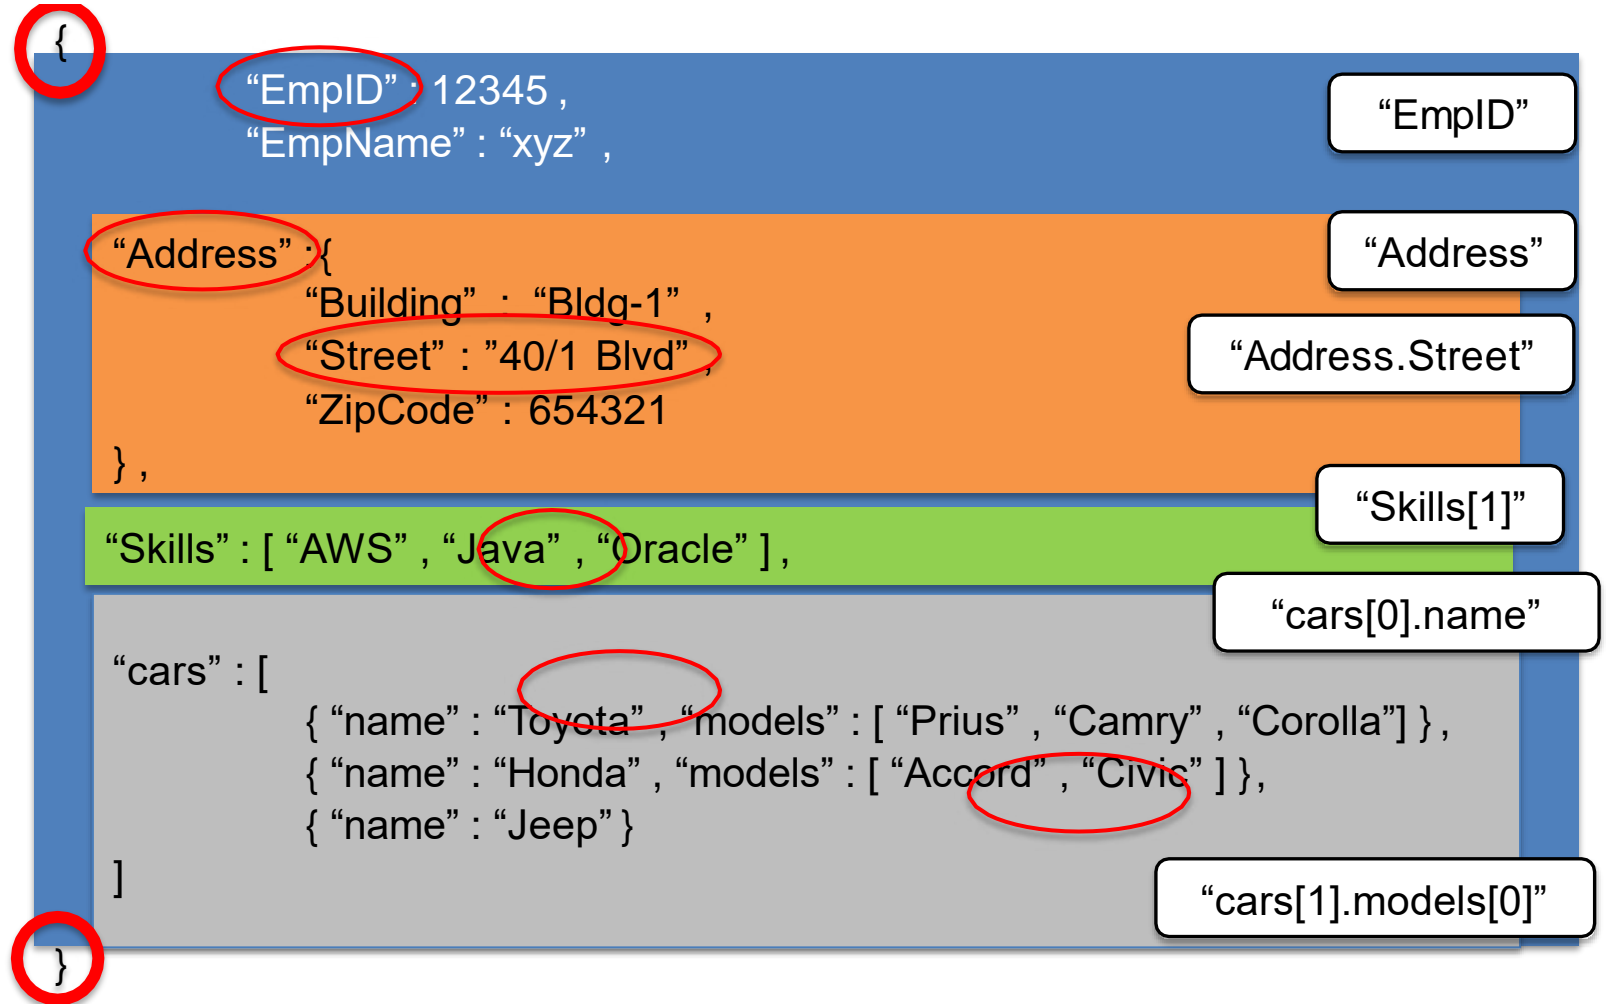 {
“EmpID” : 12345 ,
“EmpID”
“EmpName” : “xyz” ,
“Address” :{
“Address”
“Building” : “Bldg-1” ,
“Street” : ”40/1 Blvd” ,
“Address.Street”
“ZipCode” : 654321
} ,
“Skills[1]”
“Skills” : [ “AWS” , “Java” , “Oracle” ] ,
“cars[0].name”
“cars” : [
{ “name” : “Toyota” , “models” : [ “Prius” , “Camry” , “Corolla”] } ,
{ “name” : “Honda” , “models” : [ “Accord” , “Civic” ] } ,
{ “name” : “Jeep” }
]
“cars[1].models[0]”
}